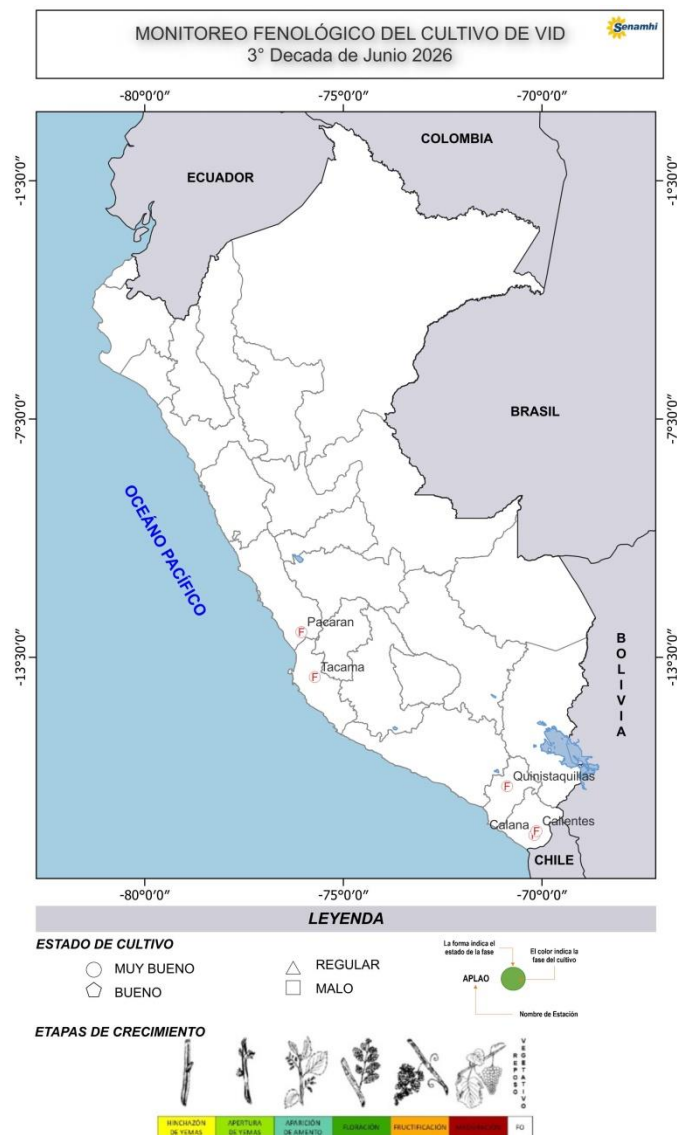 MONITOREO FENOLÓGICO DEL CULTIVO DE VID
3° Decada de Junio 2026
Senamhi
-80°0'0"
-75°0'0"
-70°0'0"
COLOMBIA
ECUADOR
-1°30'0"
-1°30'0"
-7°30'0"
-7°30'0"
BRASIL
OCEÁNO PACÍFICO
Pacaran
F
-13°30'0"
-13°30'0"
Tacama
F
BOLIVIA
Quinistaquillas
F
Calana
Calientes
F
CHILE
-80°0'0"
-75°0'0"
-70°0'0"
LEYENDA
ESTADO DE CULTIVO
MUY BUENO
BUENO
REGULAR
MALO
La forma indica el
estado de la fase
El color indica la
fase del cultivo
APLAO
Nombre de Estación
ETAPAS DE CRECIMIENTO
REPOSO
VEGETATIVO
HINCHAZÓN
DE YEMAS
APERTURA
DE YEMAS
APARICIÓN
DE AMENTO
FLORACIÓN
FRUCTIFICACIÓN
FO